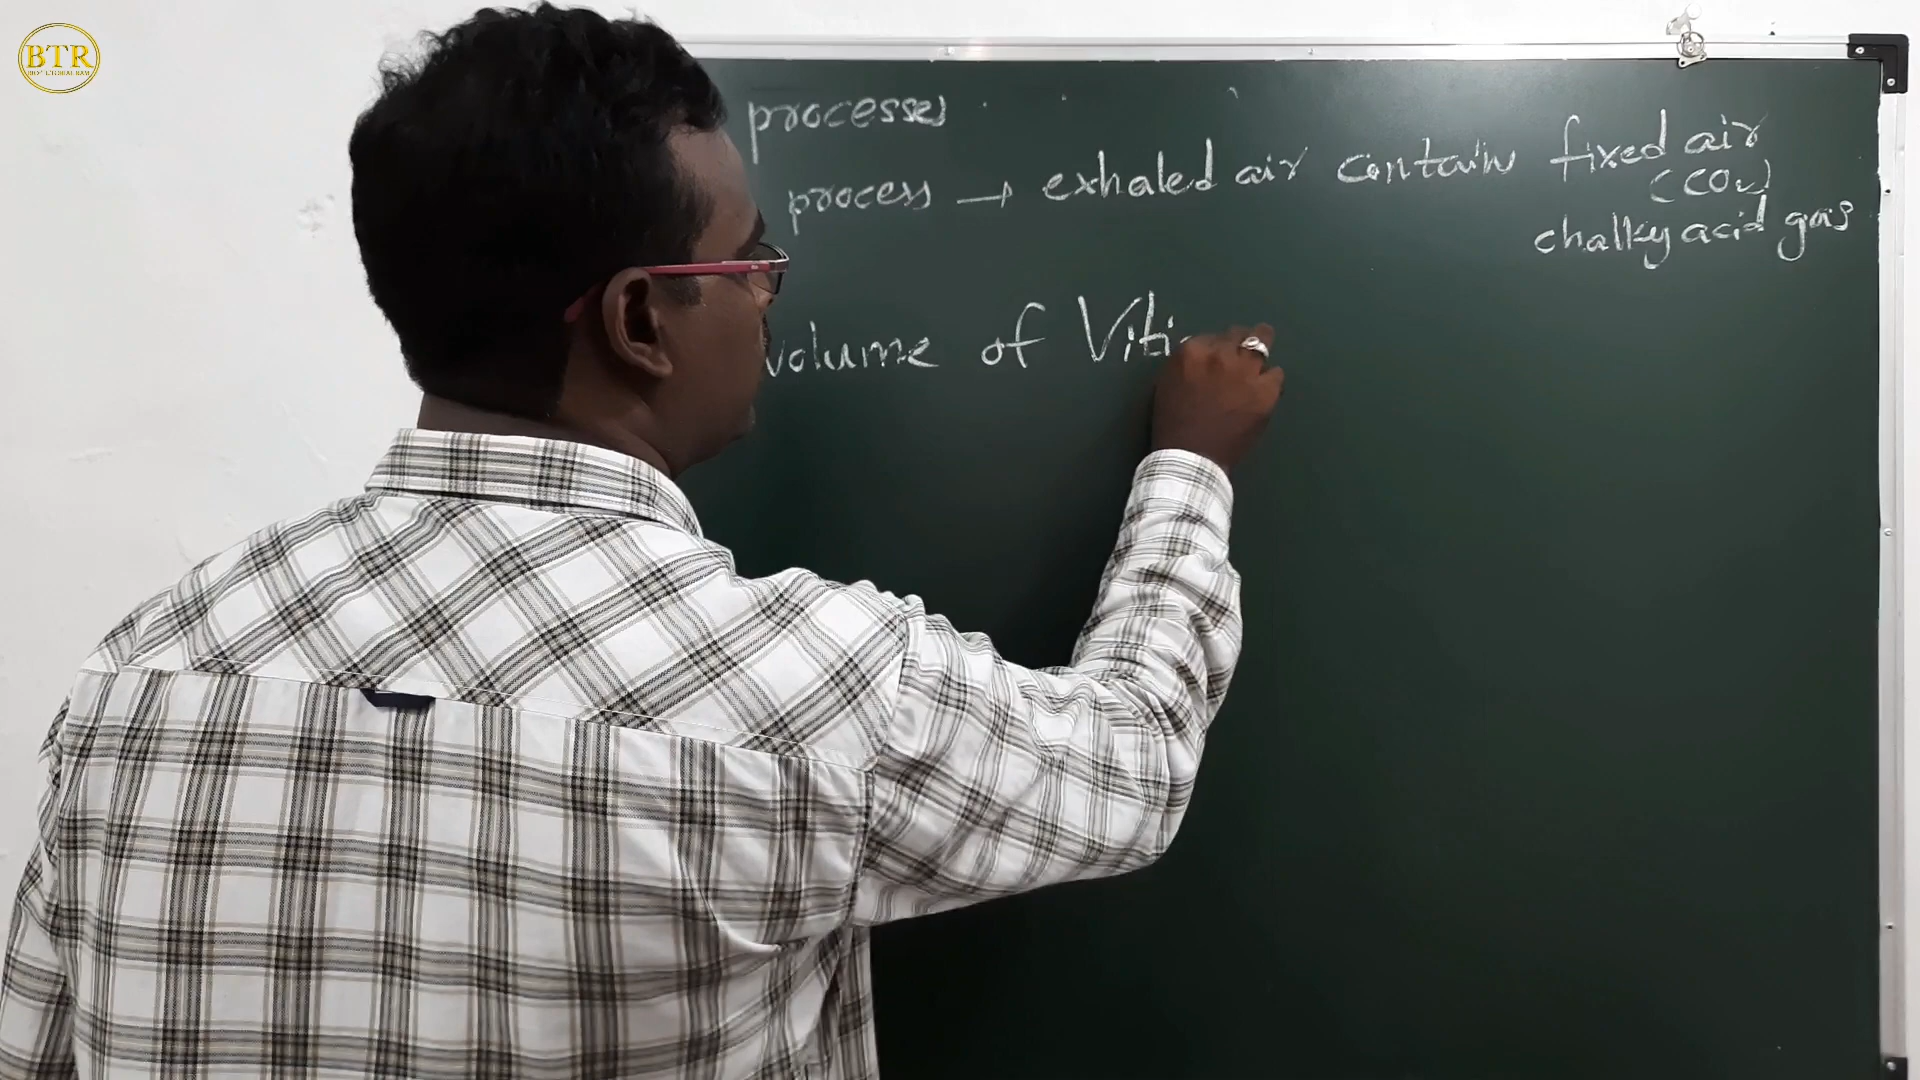 BTR
processes
process → exhaled air contain fixed air
(CO₂)
chalky acid gas
volume of Viti